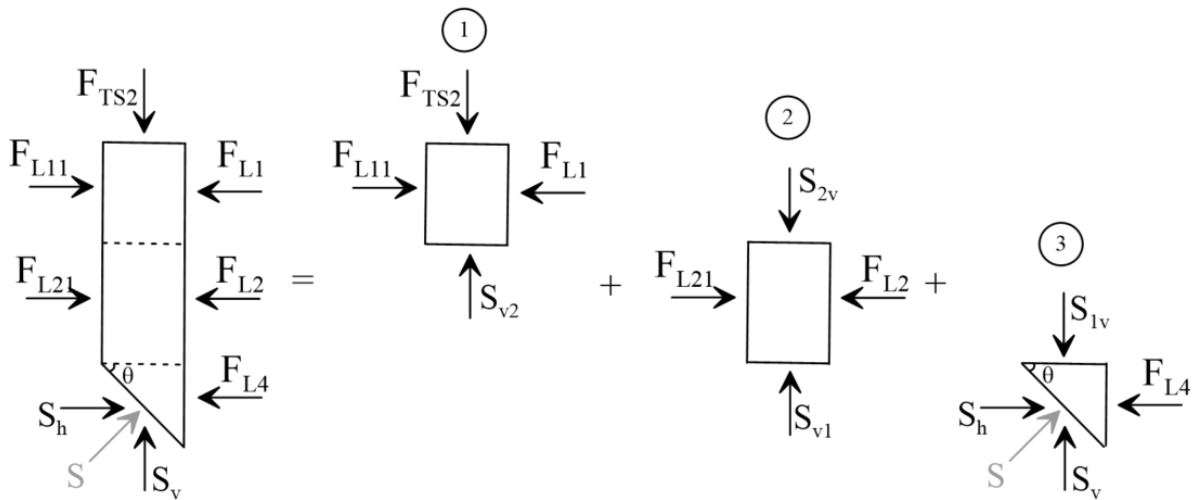 1
F_TS2
F_L11
F_L1
F_L21
F_L2
θ
F_L4
S_h
S
S_v
=
F_TS2
F_L11
F_L1
S_v2
+
2
S_2v
F_L21
F_L2
S_v1
+
3
S_1v
θ
F_L4
S_h
S
S_v